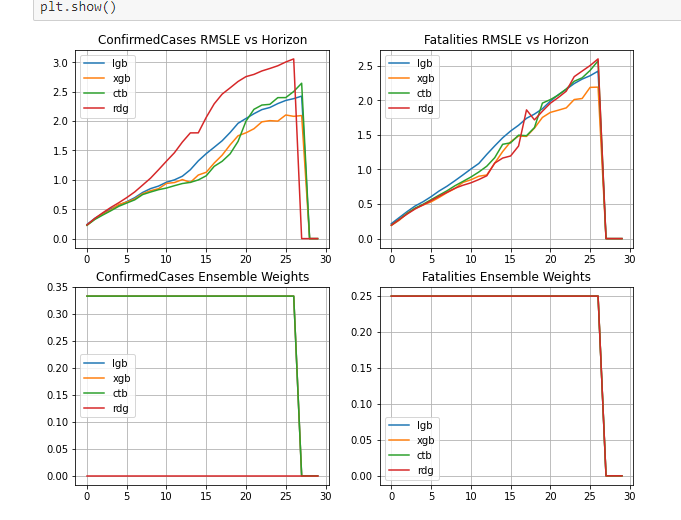 plt.show()
ConfirmedCases RMSLE vs Horizon
3.0
2.5
2.0
1.5
1.0
0.5
0.0
0 5 10 15 20 25 30
lgb
xgb
ctb
rdg
Fatalities RMSLE vs Horizon
2.5
2.0
1.5
1.0
0.5
0.0
0 5 10 15 20 25 30
lgb
xgb
ctb
rdg
ConfirmedCases Ensemble Weights
0.35
0.30
0.25
0.20
0.15
0.10
0.05
0.00
0 5 10 15 20 25 30
lgb
xgb
ctb
rdg
Fatalities Ensemble Weights
0.25
0.20
0.15
0.10
0.05
0.00
0 5 10 15 20 25 30
lgb
xgb
ctb
rdg